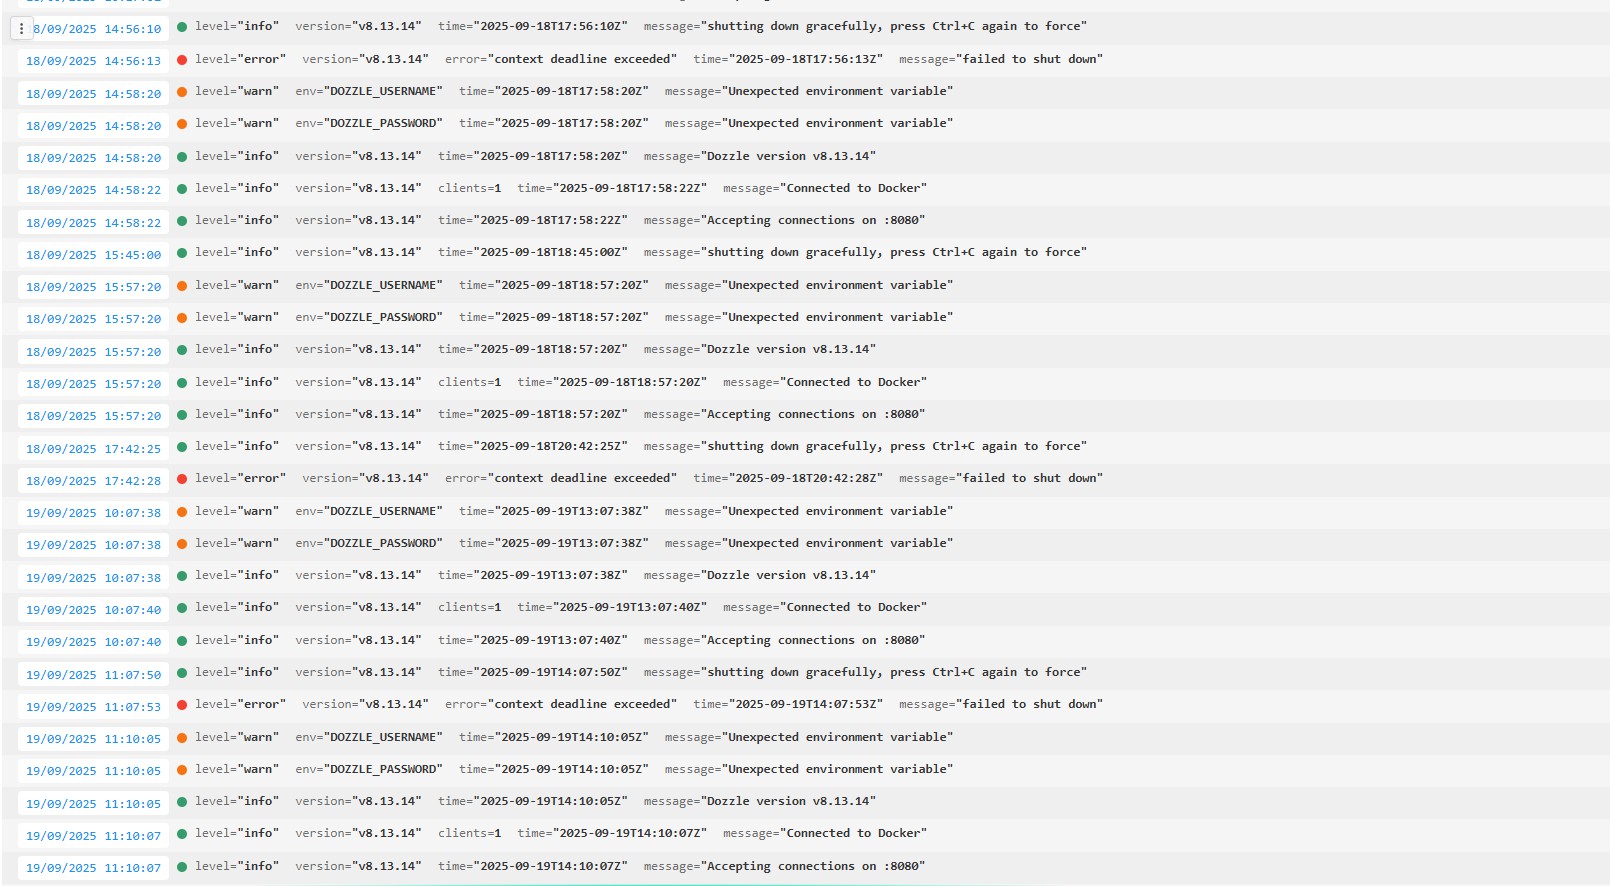 8/09/2025 14:56:10 level="info" version="v8.13.14" time="2025-09-18T17:56:10Z" message="shutting down gracefully, press Ctrl+C again to force"
18/09/2025 14:56:13 level="error" version="v8.13.14" error="context deadline exceeded" time="2025-09-18T17:56:13Z" message="failed to shut down"
18/09/2025 14:58:20 level="warn" env="DOZZLE_USERNAME" time="2025-09-18T17:58:20Z" message="Unexpected environment variable"
18/09/2025 14:58:20 level="warn" env="DOZZLE_PASSWORD" time="2025-09-18T17:58:20Z" message="Unexpected environment variable"
18/09/2025 14:58:20 level="info" version="v8.13.14" time="2025-09-18T17:58:20Z" message="Dozzle version v8.13.14"
18/09/2025 14:58:22 level="info" version="v8.13.14" clients=1 time="2025-09-18T17:58:22Z" message="Connected to Docker"
18/09/2025 14:58:22 level="info" version="v8.13.14" time="2025-09-18T17:58:22Z" message="Accepting connections on :8080"
18/09/2025 15:45:00 level="info" version="v8.13.14" time="2025-09-18T18:45:00Z" message="shutting down gracefully, press Ctrl+C again to force"
18/09/2025 15:57:20 level="warn" env="DOZZLE_USERNAME" time="2025-09-18T18:57:20Z" message="Unexpected environment variable"
18/09/2025 15:57:20 level="warn" env="DOZZLE_PASSWORD" time="2025-09-18T18:57:20Z" message="Unexpected environment variable"
18/09/2025 15:57:20 level="info" version="v8.13.14" time="2025-09-18T18:57:20Z" message="Dozzle version v8.13.14"
18/09/2025 15:57:20 level="info" version="v8.13.14" clients=1 time="2025-09-18T18:57:20Z" message="Connected to Docker"
18/09/2025 15:57:20 level="info" version="v8.13.14" time="2025-09-18T18:57:20Z" message="Accepting connections on :8080"
18/09/2025 17:42:25 level="info" version="v8.13.14" time="2025-09-18T20:42:25Z" message="shutting down gracefully, press Ctrl+C again to force"
18/09/2025 17:42:28 level="error" version="v8.13.14" error="context deadline exceeded" time="2025-09-18T20:42:28Z" message="failed to shut down"
19/09/2025 10:07:38 level="warn" env="DOZZLE_USERNAME" time="2025-09-19T13:07:38Z" message="Unexpected environment variable"
19/09/2025 10:07:38 level="warn" env="DOZZLE_PASSWORD" time="2025-09-19T13:07:38Z" message="Unexpected environment variable"
19/09/2025 10:07:38 level="info" version="v8.13.14" time="2025-09-19T13:07:38Z" message="Dozzle version v8.13.14"
19/09/2025 10:07:40 level="info" version="v8.13.14" clients=1 time="2025-09-19T13:07:40Z" message="Connected to Docker"
19/09/2025 10:07:40 level="info" version="v8.13.14" time="2025-09-19T13:07:40Z" message="Accepting connections on :8080"
19/09/2025 11:07:50 level="info" version="v8.13.14" time="2025-09-19T14:07:50Z" message="shutting down gracefully, press Ctrl+C again to force"
19/09/2025 11:07:53 level="error" version="v8.13.14" error="context deadline exceeded" time="2025-09-19T14:07:53Z" message="failed to shut down"
19/09/2025 11:10:05 level="warn" env="DOZZLE_USERNAME" time="2025-09-19T14:10:05Z" message="Unexpected environment variable"
19/09/2025 11:10:05 level="warn" env="DOZZLE_PASSWORD" time="2025-09-19T14:10:05Z" message="Unexpected environment variable"
19/09/2025 11:10:05 level="info" version="v8.13.14" time="2025-09-19T14:10:05Z" message="Dozzle version v8.13.14"
19/09/2025 11:10:07 level="info" version="v8.13.14" clients=1 time="2025-09-19T14:10:07Z" message="Connected to Docker"
19/09/2025 11:10:07 level="info" version="v8.13.14" time="2025-09-19T14:10:07Z" message="Accepting connections on :8080"